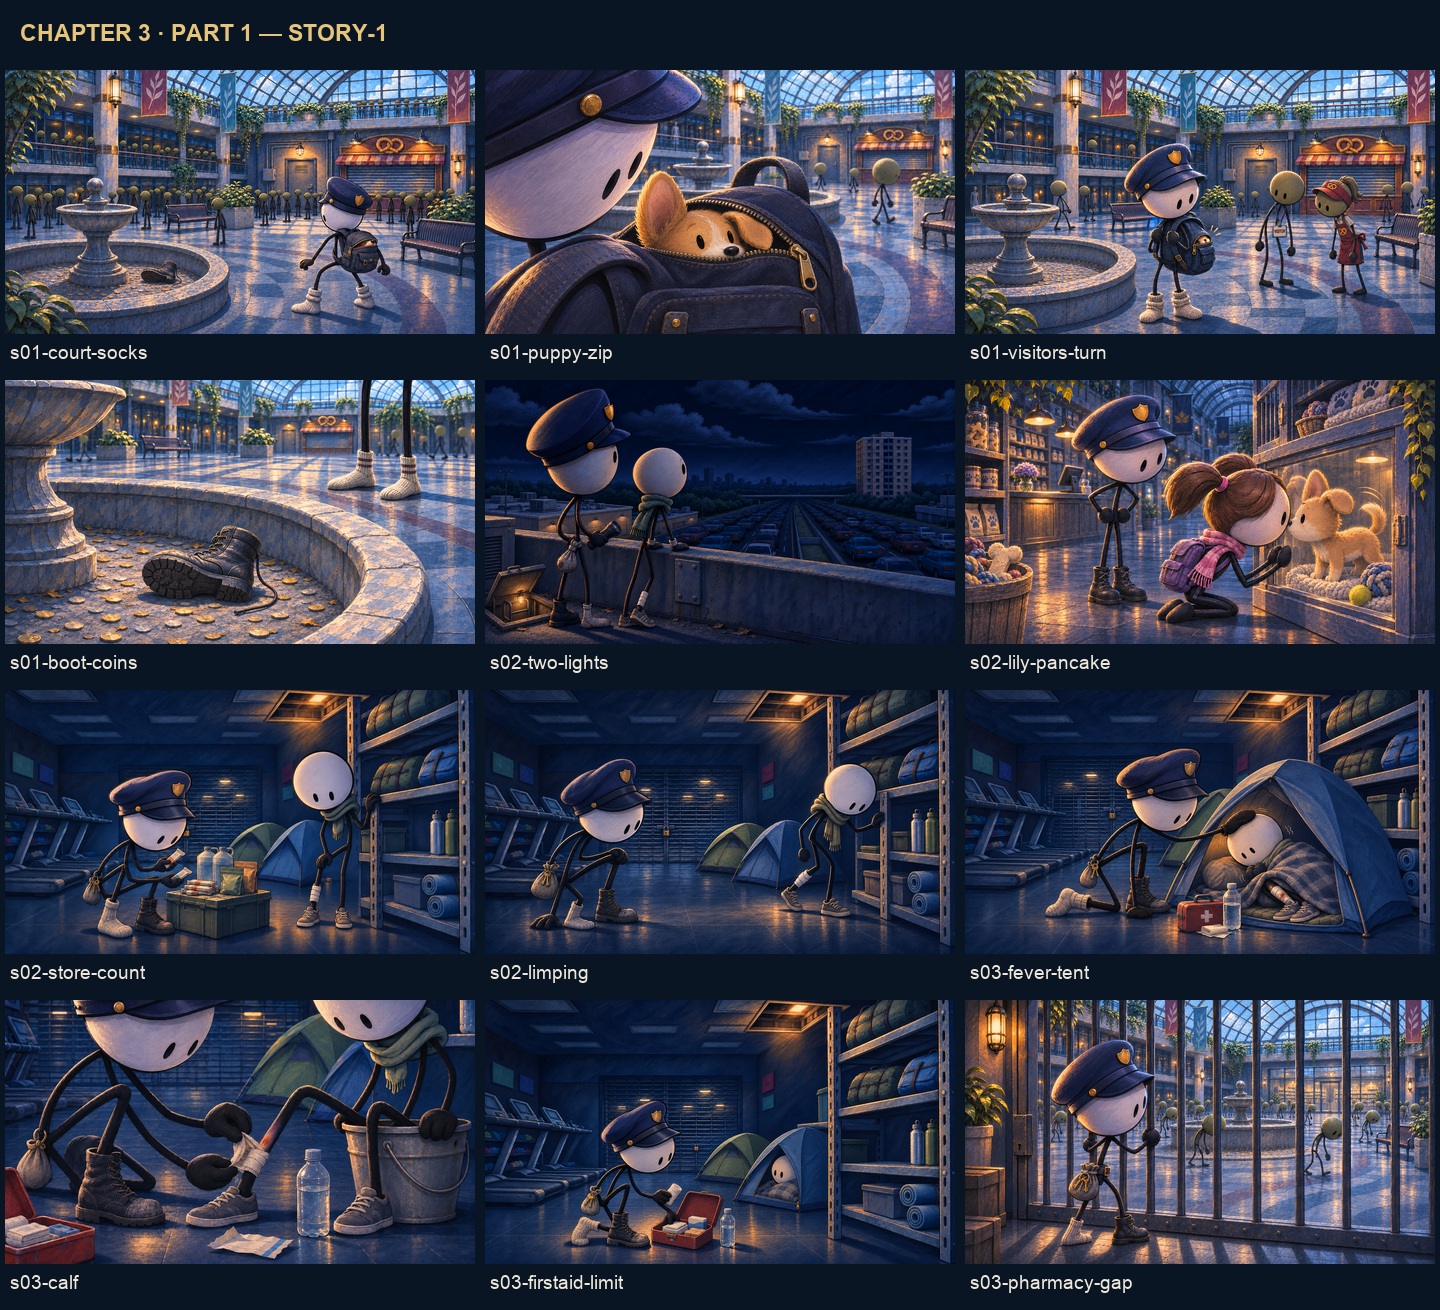 CHAPTER 3 · PART 1 — STORY-1
s01-court-socks
s01-puppy-zip
s01-visitors-turn
s01-boot-coins
s02-two-lights
s02-lily-pancake
s02-store-count
s02-limping
s03-fever-tent
s03-calf
s03-firstaid-limit
s03-pharmacy-gap